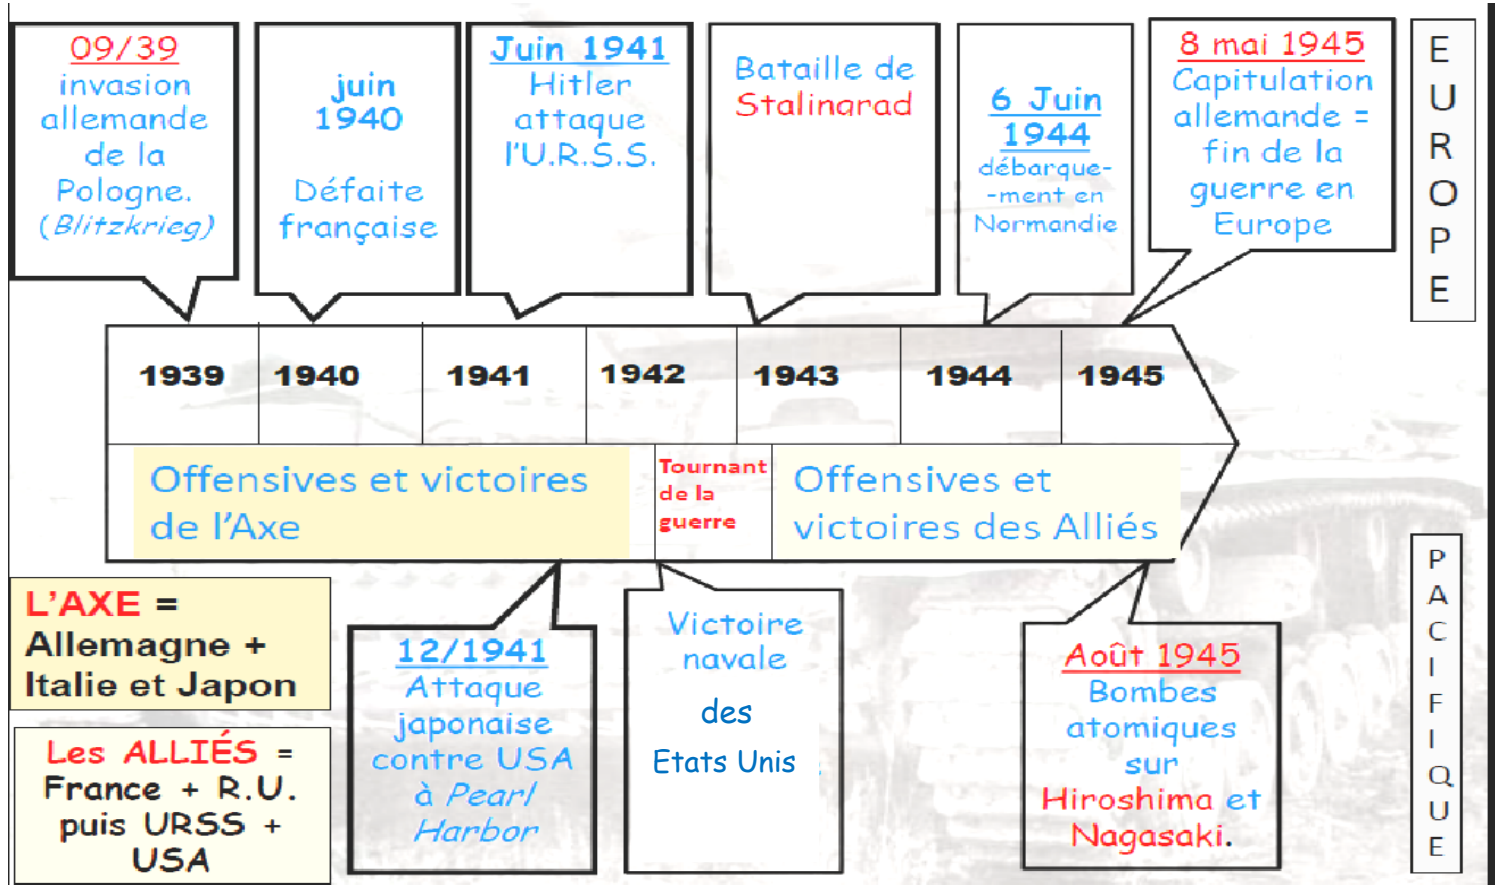 09/39
invasion
allemande
de la
Pologne.
(Blitzkrieg)
juin
1940
Défaite
française
Juin 1941
Hitler
attaque
l'U.R.S.S.
Bataille de
Stalingrad
6 Juin
1944
débarque-
-ment en
Normandie
8 mai 1945
Capitulation
allemande =
fin de la
guerre en
Europe
EUROPE
1939
1940
1941
1942
1943
1944
1945
Offensives et victoires
de l'Axe
Tournant
de la
guerre
Offensives et
victoires des Alliés
L'AXE =
Allemagne +
Italie et Japon
Les ALLIÉS =
France + R.U.
puis URSS +
USA
12/1941
Attaque
japonaise
contre USA
à Pearl
Harbor
Victoire
navale
des
Etats Unis
Août 1945
Bombes
atomiques
sur
Hiroshima et
Nagasaki.
PACIFIQUE